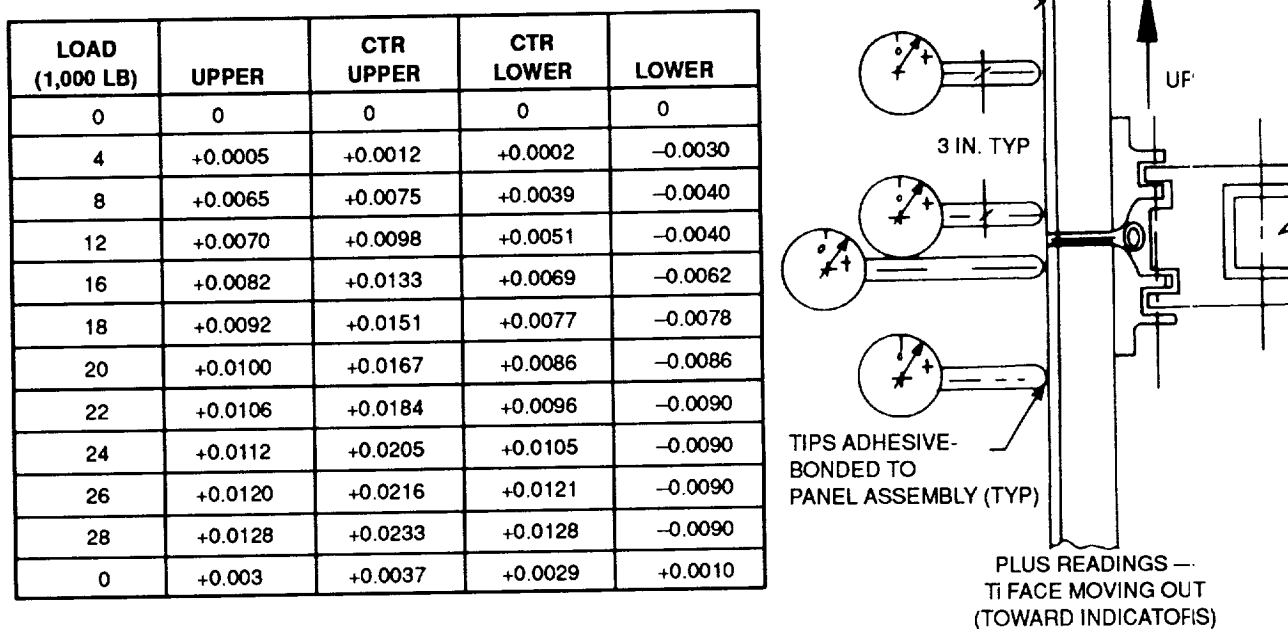 LOAD (1,000 LB) UPPER CTR UPPER CTR LOWER LOWER
0 0 0 0 0
4 +0.0005 +0.0012 +0.0002 −0.0030
8 +0.0065 +0.0075 +0.0039 −0.0040
12 +0.0070 +0.0098 +0.0051 −0.0040
16 +0.0082 +0.0133 +0.0069 −0.0062
18 +0.0092 +0.0151 +0.0077 −0.0078
20 +0.0100 +0.0167 +0.0086 −0.0086
22 +0.0106 +0.0184 +0.0096 −0.0090
24 +0.0112 +0.0205 +0.0105 −0.0090
26 +0.0120 +0.0216 +0.0121 −0.0090
28 +0.0128 +0.0233 +0.0128 −0.0090
0 +0.003 +0.0037 +0.0029 +0.0010
0 +
3 IN. TYP
0 +
0 +
0 +
TIPS ADHESIVE-
BONDED TO
PANEL ASSEMBLY (TYP)
PLUS READINGS —
Ti FACE MOVING OUT
(TOWARD INDICATORS)